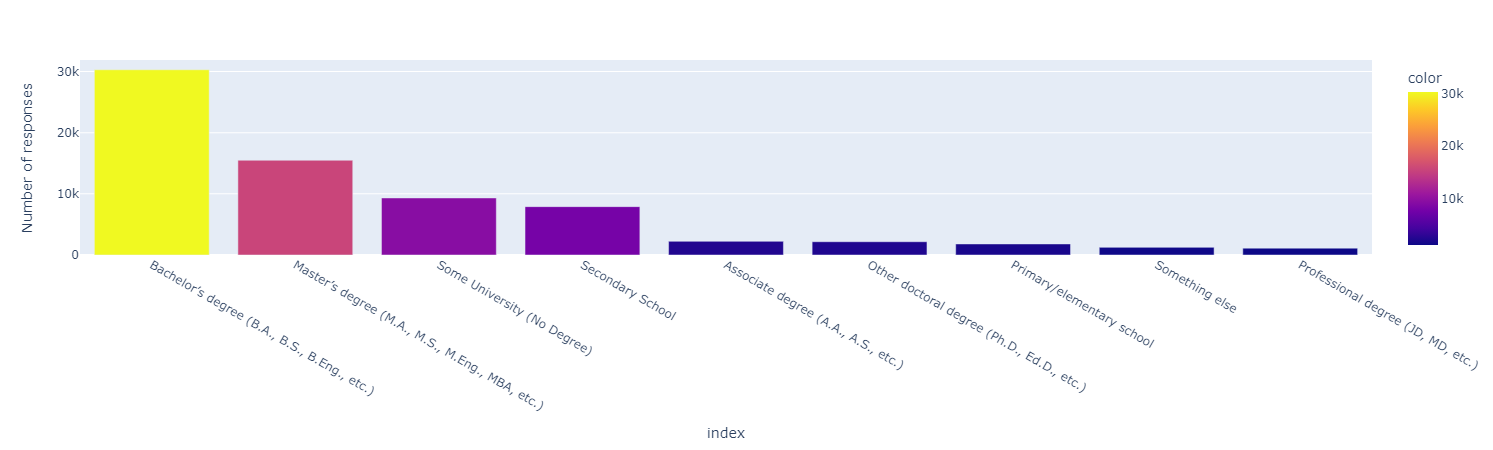 Number of responses
30k
20k
10k
0
Bachelor’s degree (B.A., B.S., B.Eng., etc.)
Master’s degree (M.A., M.S., M.Eng., MBA, etc.)
Some University (No Degree)
Secondary School
Associate degree (A.A., A.S., etc.)
Other doctoral degree (Ph.D., Ed.D., etc.)
Primary/elementary school
Something else
Professional degree (JD, MD, etc.)
index
color
30k
20k
10k